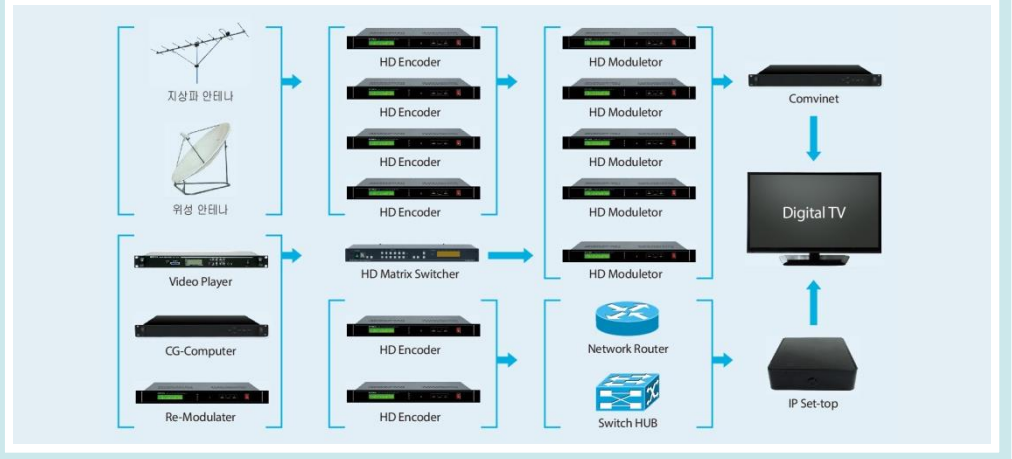 지상파 안테나
위성 안테나
HD Encoder
HD Encoder
HD Encoder
HD Encoder
HD Moduletor
HD Moduletor
HD Moduletor
HD Moduletor
HD Moduletor
Comvinet
Digital TV
Video Player
CG-Computer
Re-Modulater
HD Matrix Switcher
HD Encoder
HD Encoder
Network Router
Switch HUB
IP Set-top